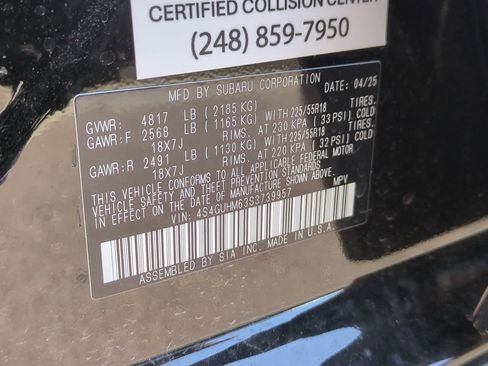 CERTIFIED COLLISION CENTER
(248) 859-7950
MFD BY SUBARU CORPORATION 04/25
GVWR: 4817 LB (2185 KG)
GAWR:F 2568 LB (1165 KG) WITH 225/55R18 TIRES.
18X7J RIMS. AT 230 KPA (33 PSI) COLD
GAWR:R 2491 LB (1130 KG) WITH 225/55R18 TIRES.
18X7J RIMS. AT 220 KPA (32 PSI) COLD
THIS VEHICLE CONFORMS TO ALL APPLICABLE FEDERAL MOTOR
VEHICLE SAFETY AND THEFT PREVENTION STANDARDS
IN EFFECT ON THE DATE OF MANUFACTURE SHOWN ABOVE.
VIN: 4S4GUHM63S3739957 MPV
ASSEMBLED BY SIA INC. MADE IN U.S.A.